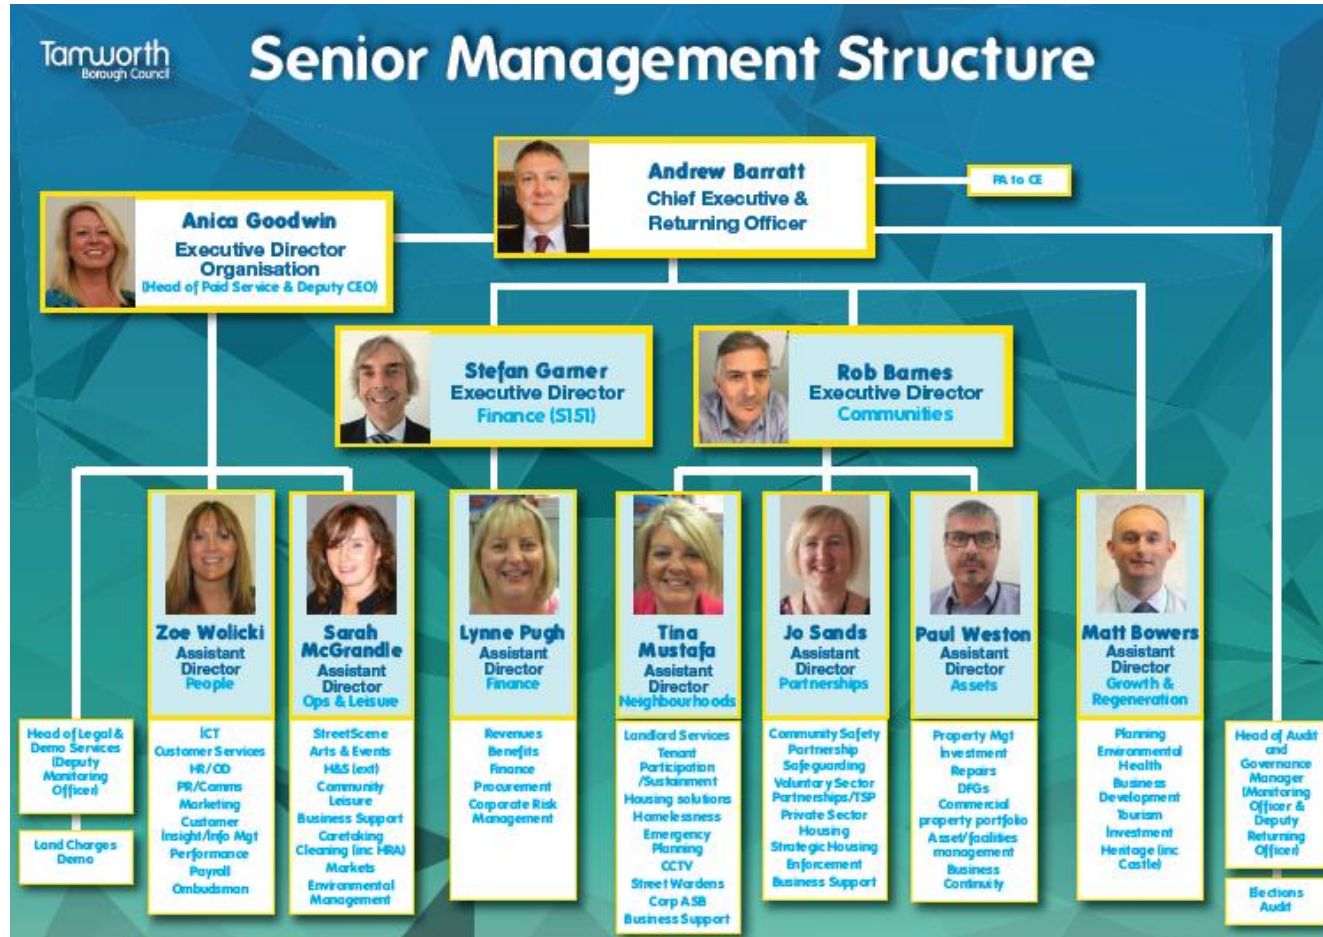 Tamworth
Borough Council
Senior Management Structure
Andrew Barratt
Chief Executive &
Returning Officer
PA to CE
Anica Goodwin
Executive Director
Organisation
(Head of Paid Service & Deputy CEO)
Stefan Garner
Executive Director
Finance (S151)
Rob Barnes
Executive Director
Communities
Zoe Wolicki
Assistant
Director
People
Sarah
McGrandle
Assistant
Director
Ops & Leisure
Lynne Pugh
Assistant
Director
Finance
Tina
Mustafa
Assistant
Director
Neighbourhoods
Jo Sands
Assistant
Director
Partnerships
Paul Weston
Assistant
Director
Assets
Matt Bowers
Assistant
Director
Growth &
Regeneration
Head of Legal &
Demo Services
(Deputy
Monitoring
Officer)
Land Charges
Demo
ICT
Customer Services
HR/OD
PR/Comms
Marketing
Customer
Insight/Info Mgt
Performance
Payroll
Ombudsman
StreetScene
Arts & Events
H&S (ext)
Community
Leisure
Business Support
Caretaking
Cleaning (inc HRA)
Markets
Environmental
Management
Revenues
Benefits
Finance
Procurement
Corporate Risk
Management
Landlord Services
Tenant
Participation
/Sustainment
Housing solutions
Homelessness
Emergency
Planning
CCTV
Street Wardens
Corp ASB
Business Support
Community Safety
Partnership
Safeguarding
Voluntary Sector
Partnerships/TSP
Private Sector
Housing
Strategic Housing
Enforcement
Business Support
Property Mgt
Investment
Repairs
DFGs
Commercial
property portfolio
Asset/facilities
management
Business
Continuity
Planning
Environmental
Health
Business
Development
Tourism
Investment
Heritage (inc
Castle)
Head of Audit
and
Governance
Manager
(Monitoring
Officer &
Deputy
Returning
Officer)
Elections
Audit